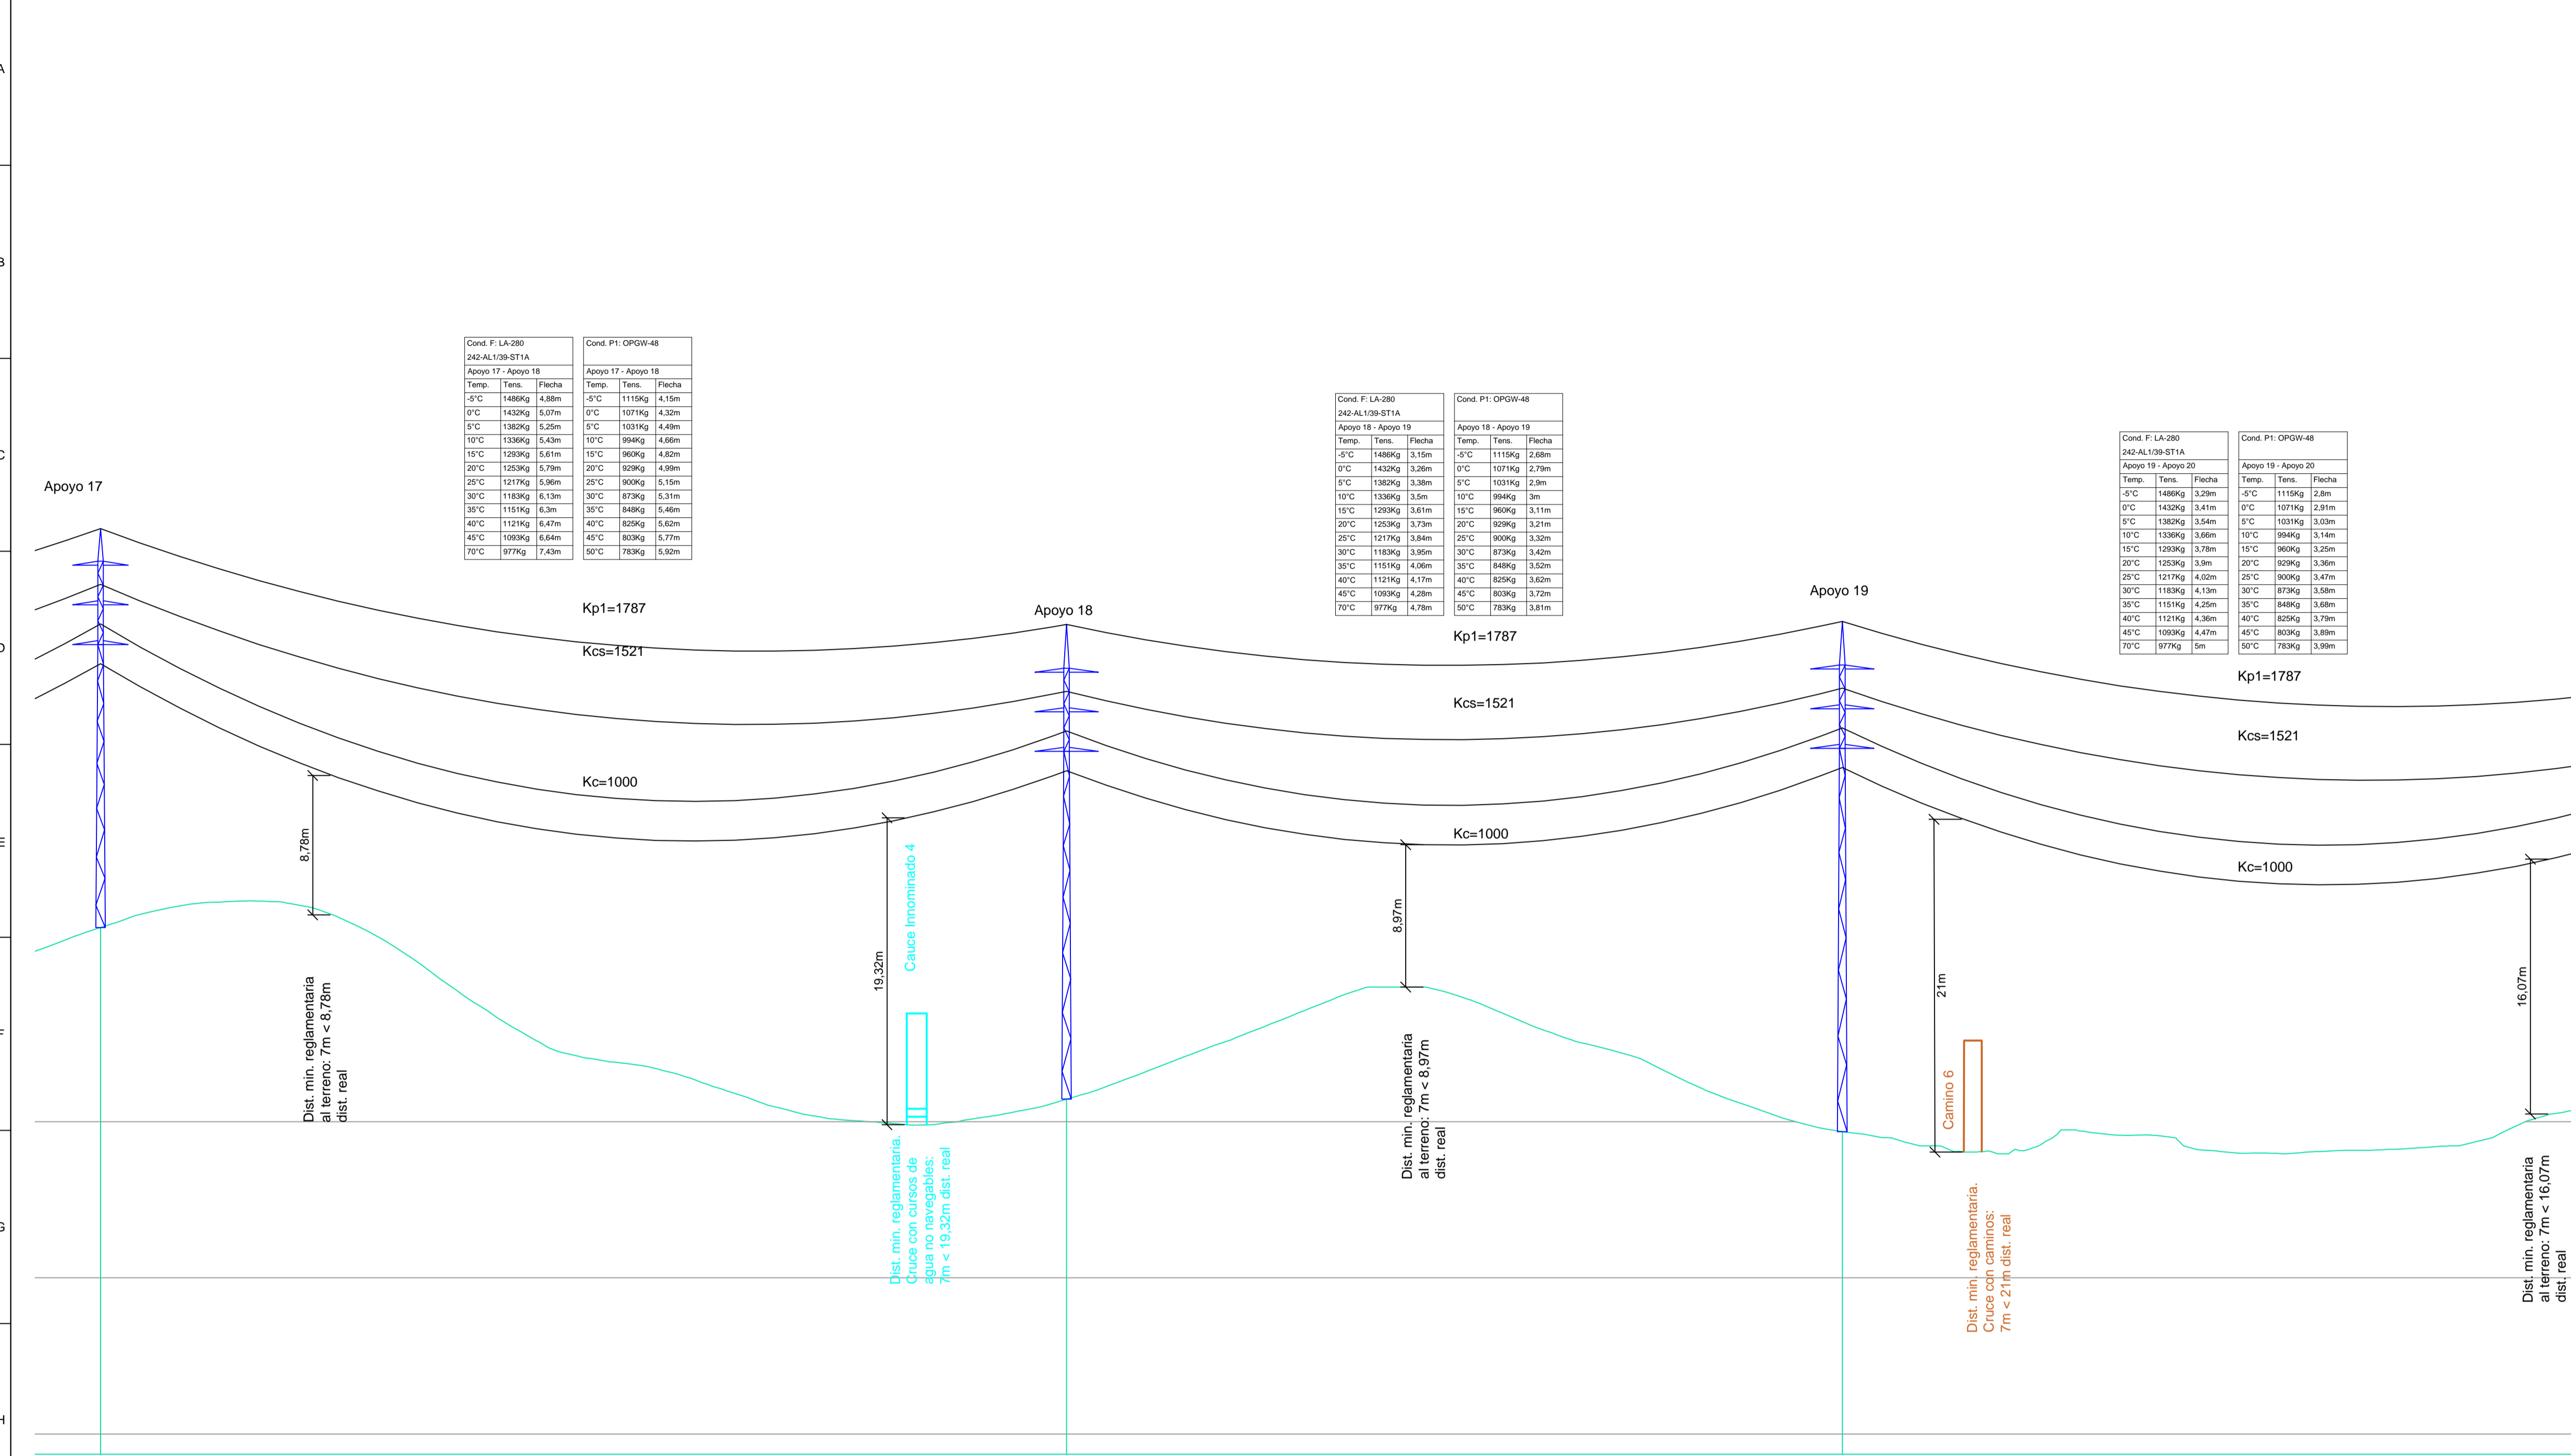 A
B
C
D
E
F
G
H
Apoyo 17
Cond. F: LA-280
242-AL1/39-ST1A
Apoyo 17 - Apoyo 18
Temp. Tens. Flecha
-5°C 1486Kg 4,88m
0°C 1432Kg 5,07m
5°C 1382Kg 5,25m
10°C 1336Kg 5,43m
15°C 1293Kg 5,61m
20°C 1253Kg 5,79m
25°C 1217Kg 5,96m
30°C 1183Kg 6,13m
35°C 1151Kg 6,3m
40°C 1121Kg 6,47m
45°C 1093Kg 6,64m
70°C 977Kg 7,43m
Cond. P1: OPGW-48
Apoyo 17 - Apoyo 18
Temp. Tens. Flecha
-5°C 1115Kg 4,15m
0°C 1071Kg 4,32m
5°C 1031Kg 4,49m
10°C 994Kg 4,66m
15°C 960Kg 4,82m
20°C 929Kg 4,99m
25°C 900Kg 5,15m
30°C 873Kg 5,31m
35°C 848Kg 5,46m
40°C 825Kg 5,62m
45°C 803Kg 5,77m
50°C 783Kg 5,92m
Kp1=1787
Kcs=1521
Kc=1000
8,78m
Dist. min. reglamentaria
al terreno: 7m < 8,78m
dist. real
19,32m
Cauce Innominado 4
Dist. min. reglamentaria.
Cruce con cursos de
agua no navegables:
7m < 19,32m dist. real
Apoyo 18
Cond. F: LA-280
242-AL1/39-ST1A
Apoyo 18 - Apoyo 19
Temp. Tens. Flecha
-5°C 1486Kg 3,15m
0°C 1432Kg 3,26m
5°C 1382Kg 3,38m
10°C 1336Kg 3,5m
15°C 1293Kg 3,61m
20°C 1253Kg 3,73m
25°C 1217Kg 3,84m
30°C 1183Kg 3,95m
35°C 1151Kg 4,06m
40°C 1121Kg 4,17m
45°C 1093Kg 4,28m
70°C 977Kg 4,78m
Cond. P1: OPGW-48
Apoyo 18 - Apoyo 19
Temp. Tens. Flecha
-5°C 1115Kg 2,68m
0°C 1071Kg 2,79m
5°C 1031Kg 2,9m
10°C 994Kg 3m
15°C 960Kg 3,11m
20°C 929Kg 3,21m
25°C 900Kg 3,32m
30°C 873Kg 3,42m
35°C 848Kg 3,52m
40°C 825Kg 3,62m
45°C 803Kg 3,72m
50°C 783Kg 3,81m
Kp1=1787
Kcs=1521
Kc=1000
8,97m
Dist. min. reglamentaria
al terreno: 7m < 8,97m
dist. real
Apoyo 19
Cond. F: LA-280
242-AL1/39-ST1A
Apoyo 19 - Apoyo 20
Temp. Tens. Flecha
-5°C 1486Kg 3,29m
0°C 1432Kg 3,41m
5°C 1382Kg 3,54m
10°C 1336Kg 3,66m
15°C 1293Kg 3,78m
20°C 1253Kg 3,9m
25°C 1217Kg 4,02m
30°C 1183Kg 4,13m
35°C 1151Kg 4,25m
40°C 1121Kg 4,36m
45°C 1093Kg 4,47m
70°C 977Kg 5m
Cond. P1: OPGW-48
Apoyo 19 - Apoyo 20
Temp. Tens. Flecha
-5°C 1115Kg 2,8m
0°C 1071Kg 2,91m
5°C 1031Kg 3,03m
10°C 994Kg 3,14m
15°C 960Kg 3,25m
20°C 929Kg 3,36m
25°C 900Kg 3,47m
30°C 873Kg 3,58m
35°C 848Kg 3,68m
40°C 825Kg 3,79m
45°C 803Kg 3,89m
50°C 783Kg 3,99m
Kp1=1787
Kcs=1521
Kc=1000
21m
Camino 6
Dist. min. reglamentaria.
Cruce con caminos:
7m < 21m dist. real
16,07m
Dist. min. reglamentaria
al terreno: 7m < 16,07m
dist. real